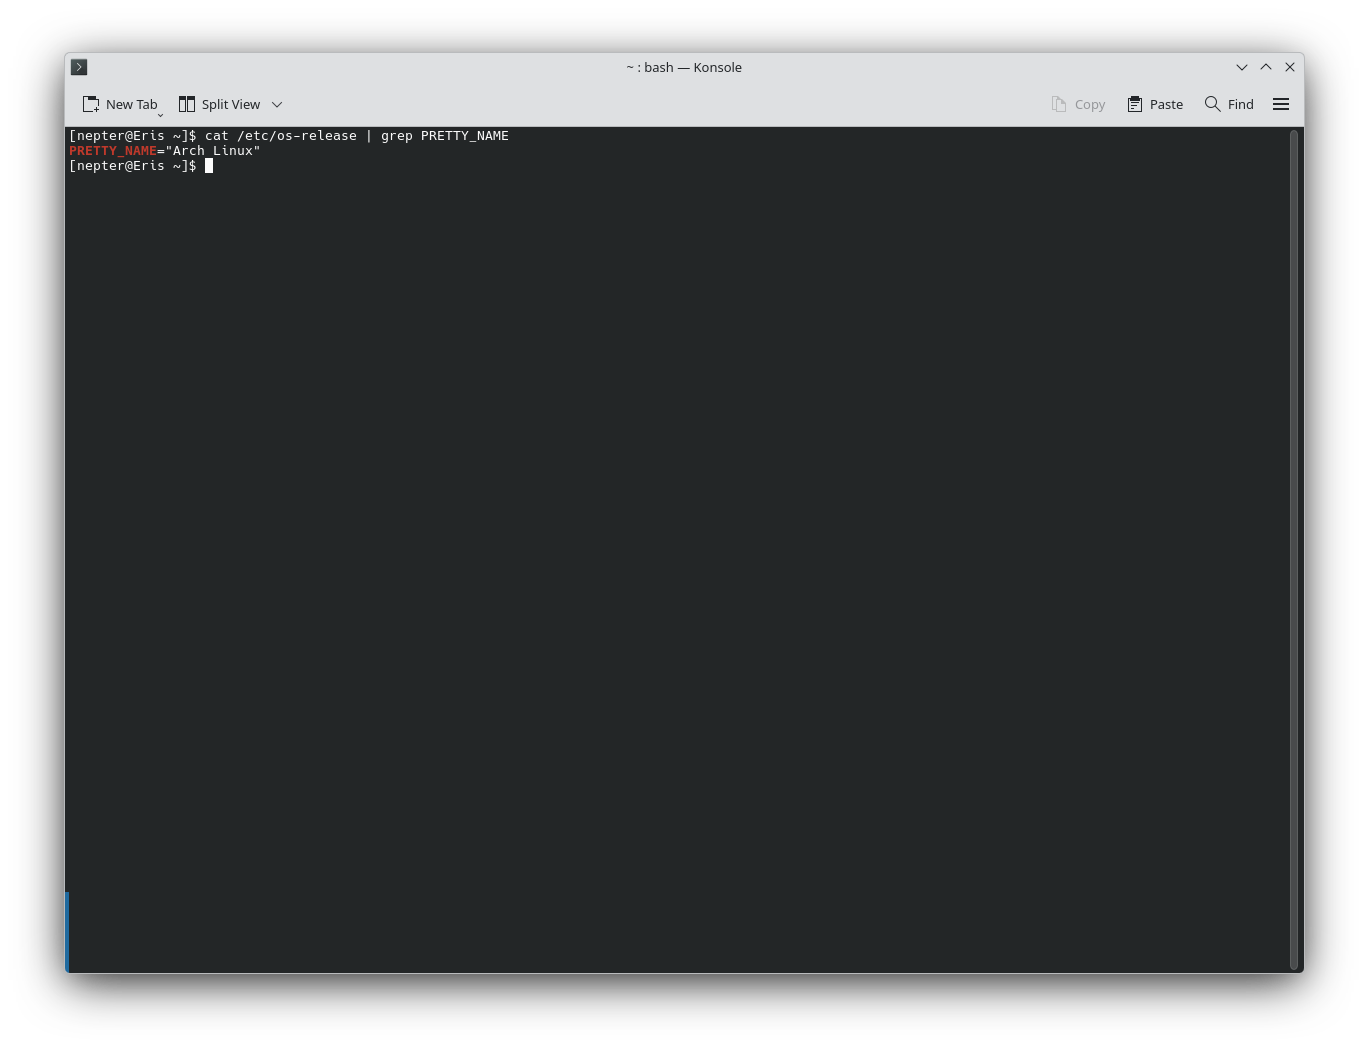 ~ : bash — Konsole
New Tab Split View Copy Paste Find
[nepter@Eris ~]$ cat /etc/os-release | grep PRETTY_NAME
PRETTY_NAME="Arch Linux"
[nepter@Eris ~]$